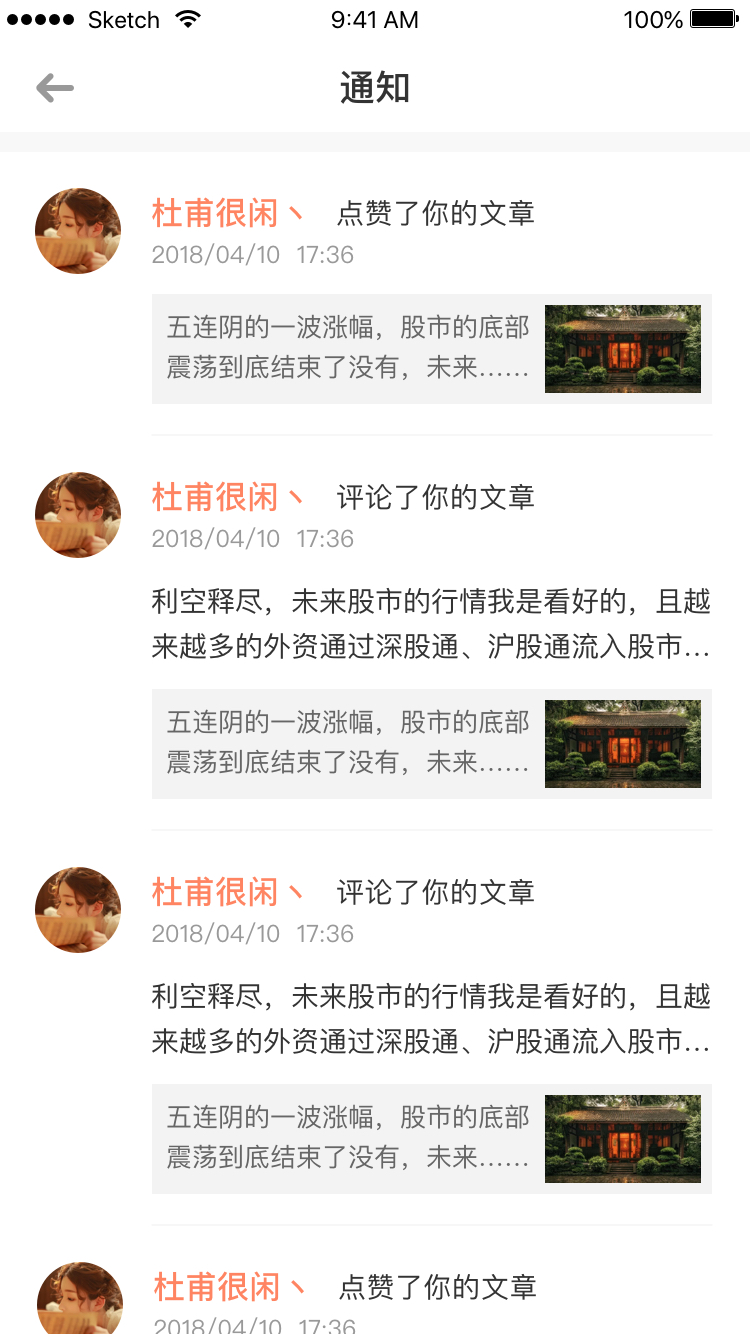 Sketch 9:41 AM 100%
通知
杜甫很闲丶 点赞了你的文章
2018/04/10 17:36
五连阴的一波涨幅，股市的底部
震荡到底结束了没有，未来……
杜甫很闲丶 评论了你的文章
2018/04/10 17:36
利空释尽，未来股市的行情我是看好的，且越
来越多的外资通过深股通、沪股通流入股市…
五连阴的一波涨幅，股市的底部
震荡到底结束了没有，未来……
杜甫很闲丶 评论了你的文章
2018/04/10 17:36
利空释尽，未来股市的行情我是看好的，且越
来越多的外资通过深股通、沪股通流入股市…
五连阴的一波涨幅，股市的底部
震荡到底结束了没有，未来……
杜甫很闲丶 点赞了你的文章
2018/04/10 17:36